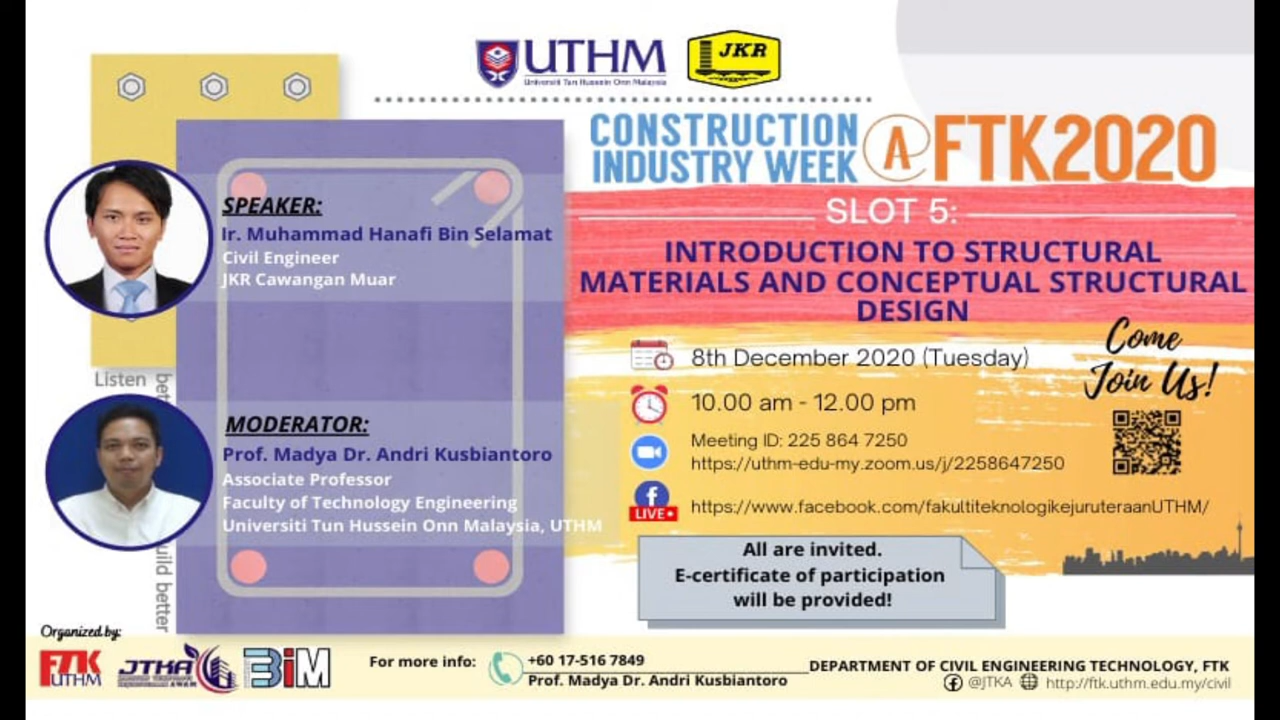 UTHM
Universiti Tun Hussein Onn Malaysia
JKR
CONSTRUCTION
INDUSTRY WEEK
@FTK2020
SLOT 5:
INTRODUCTION TO STRUCTURAL
MATERIALS AND CONCEPTUAL STRUCTURAL
DESIGN
SPEAKER:
Ir. Muhammad Hanafi Bin Selamat
Civil Engineer
JKR Cawangan Muar
Listen
MODERATOR:
Prof. Madya Dr. Andri Kusbiantoro
Associate Professor
Faculty of Technology Engineering
Universiti Tun Hussein Onn Malaysia, UTHM
better
8th December 2020 (Tuesday)
10.00 am - 12.00 pm
Meeting ID: 225 864 7250
https://uthm-edu-my.zoom.us/j/2258647250
LIVE
https://www.facebook.com/fakultiteknologikejuruteraanUTHM/
Come
Join Us!
All are invited.
E-certificate of participation
will be provided!
Organized by:
FTK
UTHM
JTKA
BIM
For more info:
+60 17-516 7849
Prof. Madya Dr. Andri Kusbiantoro
DEPARTMENT OF CIVIL ENGINEERING TECHNOLOGY, FTK
@JTKA
http://ftk.uthm.edu.my/civil